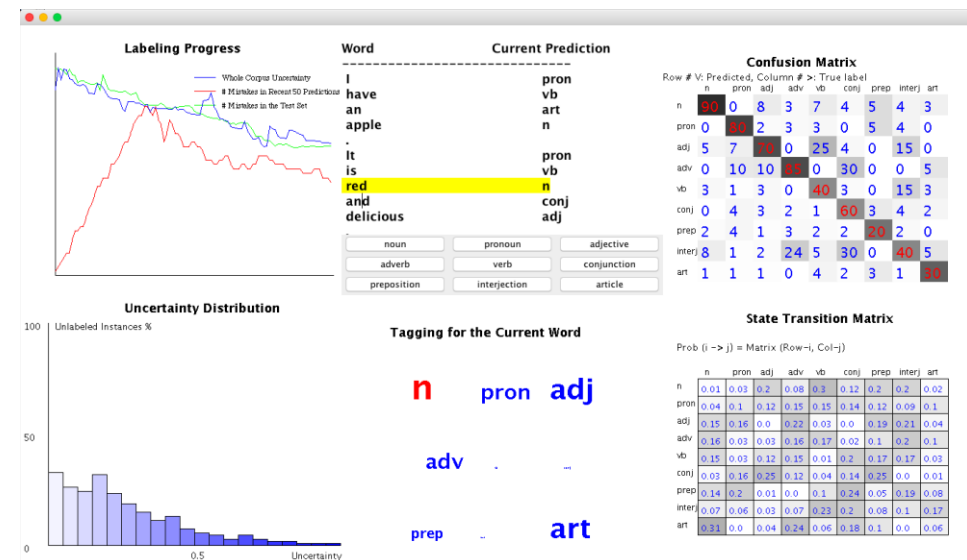 Labeling Progress
Whole Corpus Uncertainty
# Mistakes in Recent 50 Predictions
# Mistakes in the Test Set
Word Current Prediction
--------------------------------
I pron
have vb
an art
apple n
.
It pron
is vb
red n
and conj
delicious adj
.
noun pronoun adjective
adverb verb conjunction
preposition interjection article
Confusion Matrix
Row # V: Predicted, Column # >: True label
n pron adj adv vb conj prep interj art
n 90 0 8 3 7 4 5 4 3
pron 0 80 2 3 3 0 5 4 0
adj 5 7 70 0 25 4 0 15 0
adv 0 10 10 85 0 30 0 0 5
vb 3 1 3 0 40 3 0 15 3
conj 0 4 3 2 1 60 3 4 2
prep 2 4 1 3 2 2 20 2 0
interj 8 1 2 24 5 30 0 40 5
art 1 1 1 0 4 2 3 1 30
Uncertainty Distribution
100 Unlabeled Instances %
50
0
0.5 Uncertainty
Tagging for the Current Word
n pron adj
adv
prep art
State Transition Matrix
Prob (i -> j) = Matrix (Row-i, Col-j)
n pron adj adv vb conj prep interj art
n 0.01 0.03 0.2 0.08 0.3 0.12 0.2 0.2 0.02
pron 0.04 0.1 0.12 0.15 0.15 0.14 0.12 0.09 0.1
adj 0.15 0.16 0.0 0.22 0.03 0.0 0.19 0.21 0.04
adv 0.16 0.03 0.03 0.16 0.17 0.02 0.1 0.2 0.1
vb 0.15 0.03 0.12 0.15 0.01 0.2 0.17 0.17 0.03
conj 0.03 0.16 0.25 0.12 0.04 0.14 0.25 0.0 0.01
prep 0.14 0.2 0.01 0.0 0.1 0.24 0.05 0.19 0.08
interj 0.07 0.06 0.03 0.07 0.23 0.2 0.08 0.1 0.17
art 0.31 0.0 0.04 0.24 0.06 0.18 0.1 0.0 0.06